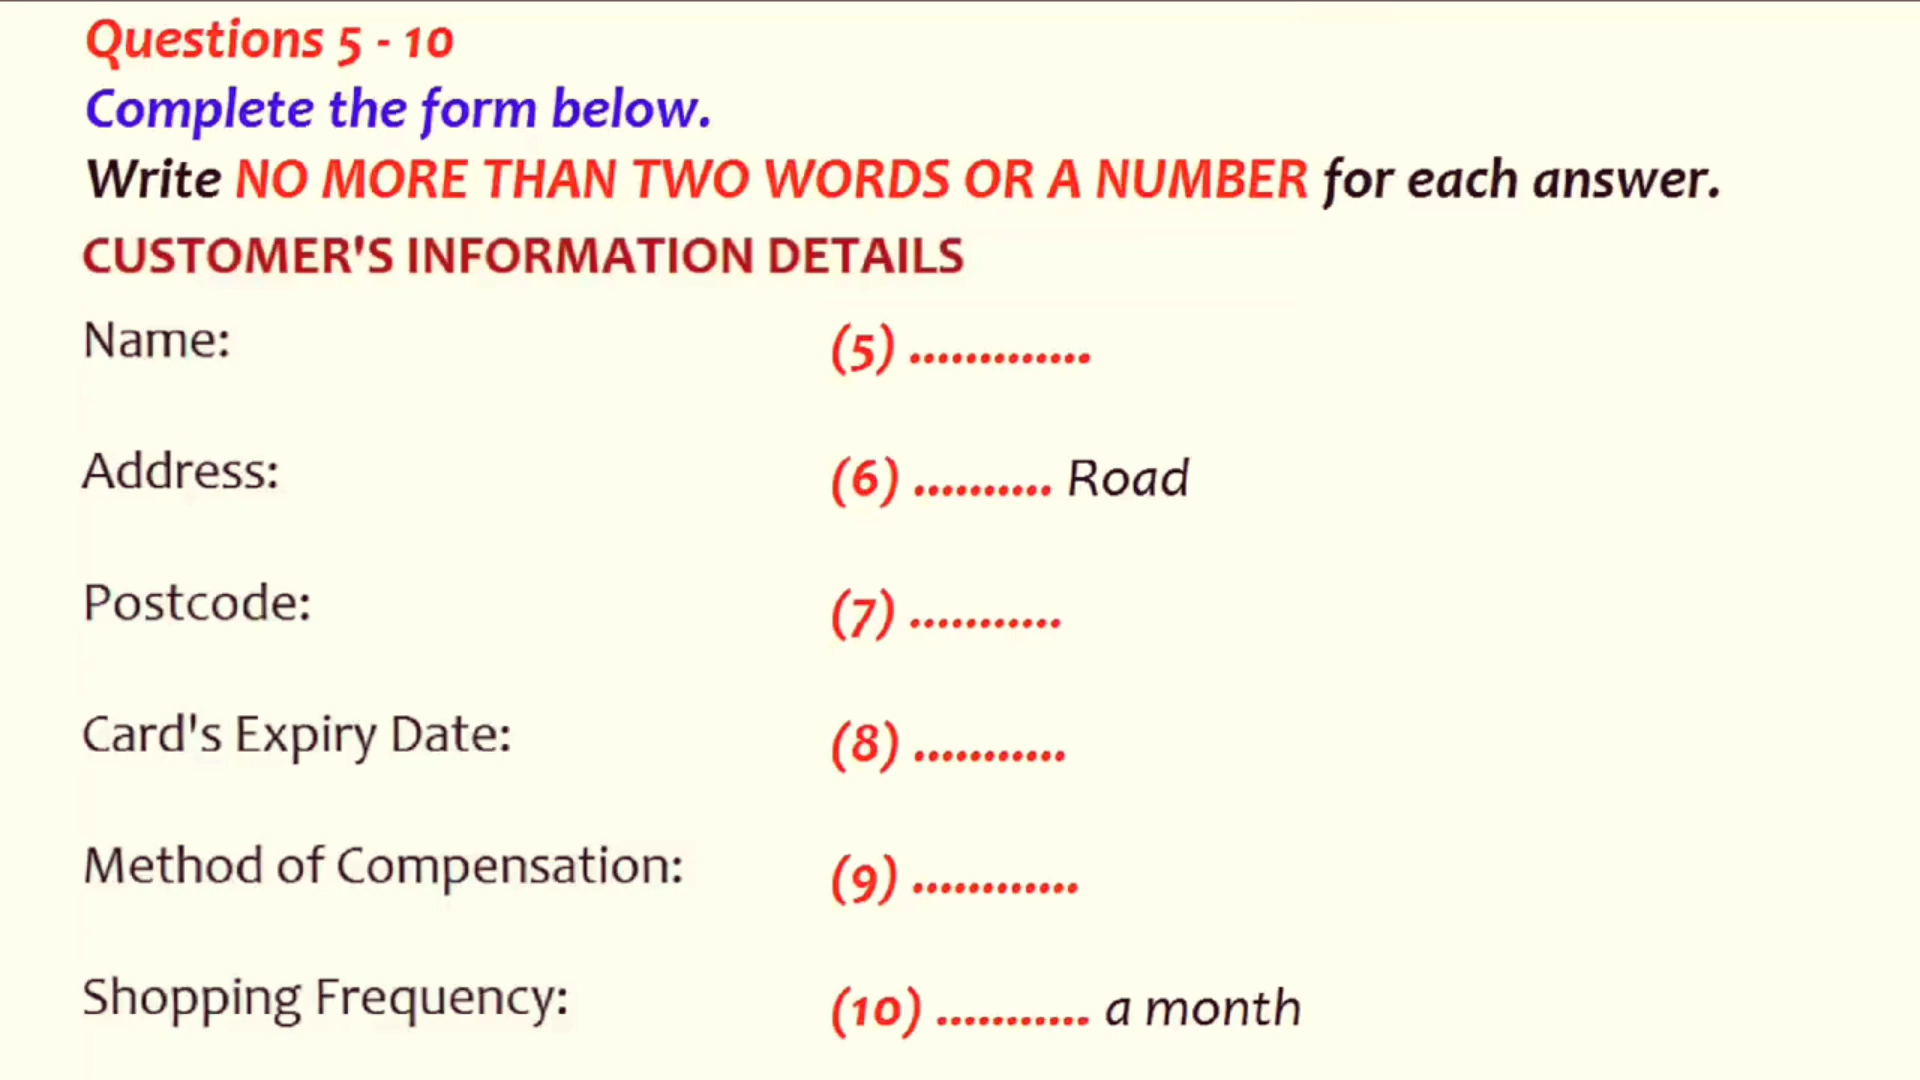 Questions 5 - 10
Complete the form below.
Write NO MORE THAN TWO WORDS OR A NUMBER for each answer.
CUSTOMER'S INFORMATION DETAILS
Name: (5) .............
Address: (6) .......... Road
Postcode: (7) ...........
Card's Expiry Date: (8) ...........
Method of Compensation: (9) ............
Shopping Frequency: (10) ........... a month